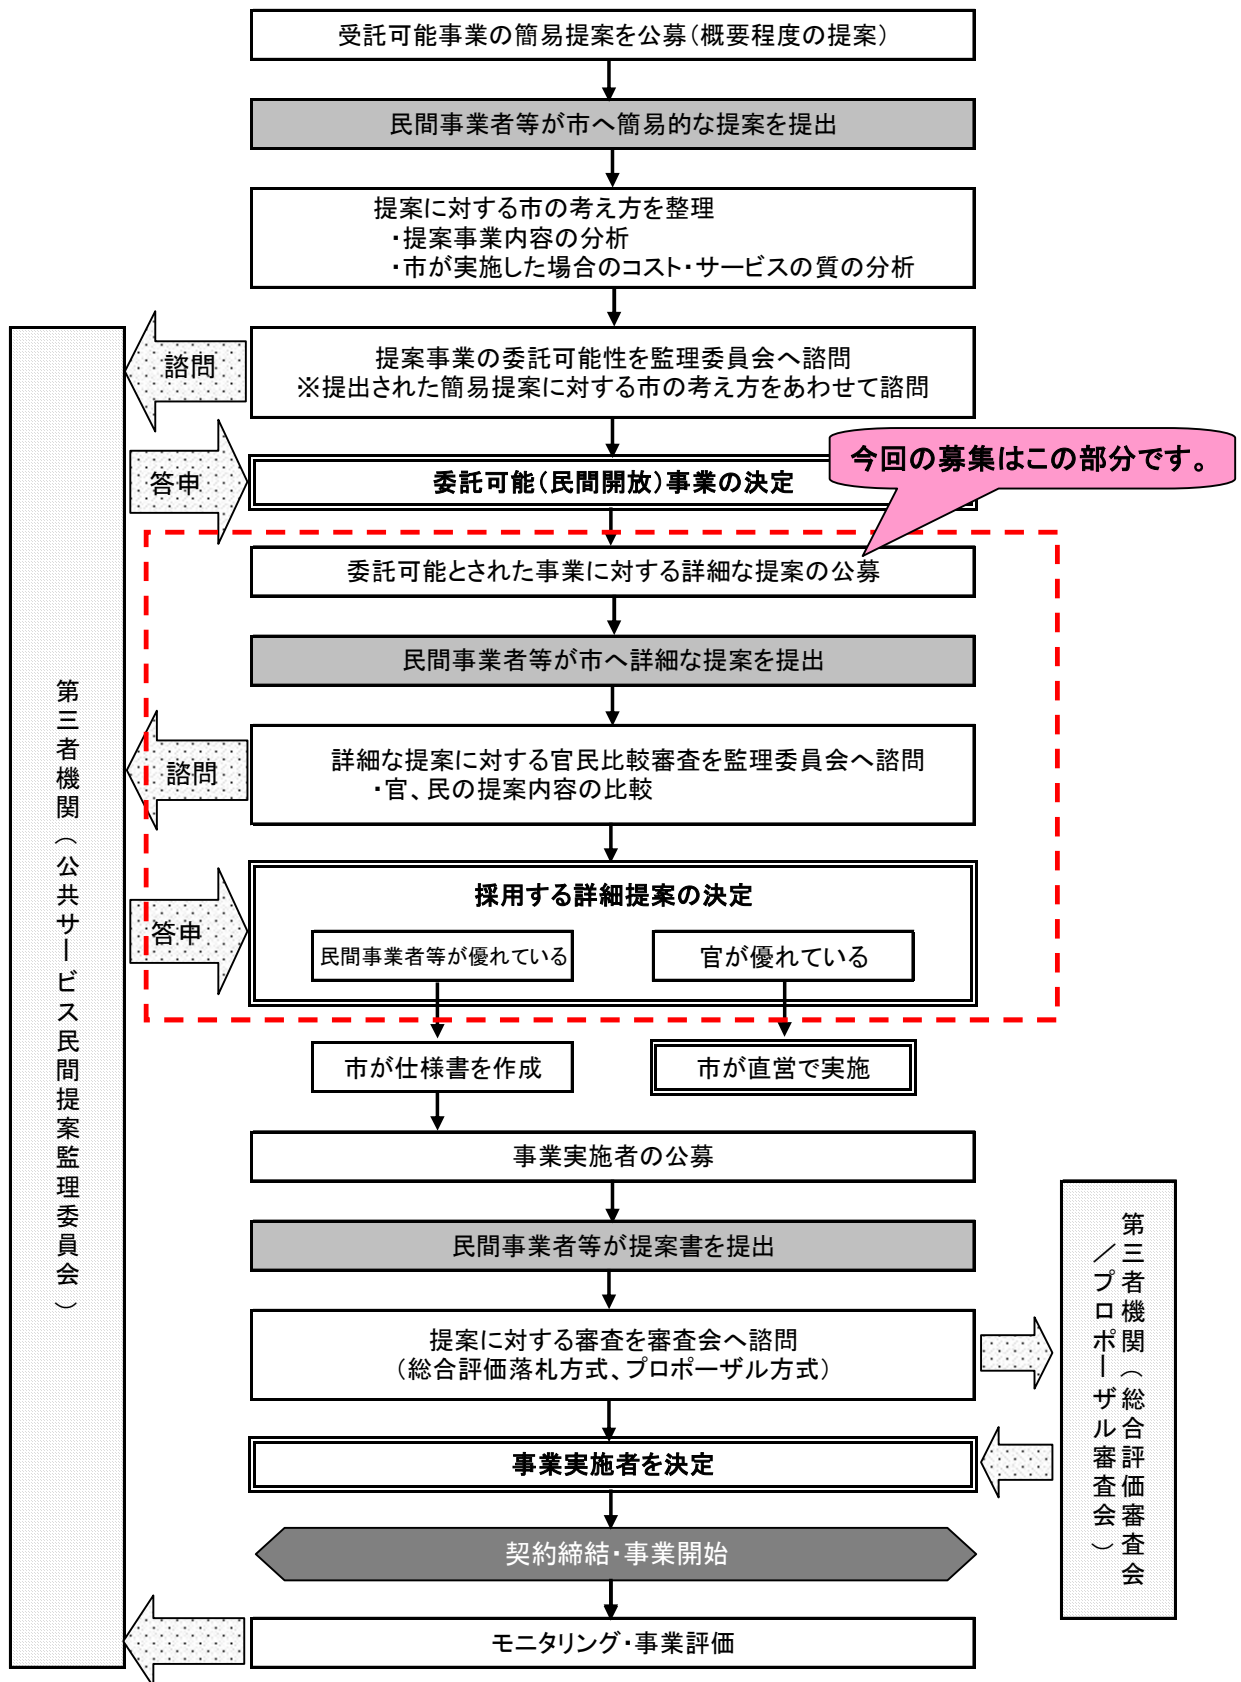 受託可能事業の簡易提案を公募（概要程度の提案）
民間事業者等が市へ簡易的な提案を提出
提案に対する市の考え方を整理
・提案事業内容の分析
・市が実施した場合のコスト・サービスの質の分析
諮問
提案事業の委託可能性を監理委員会へ諮問
※提出された簡易提案に対する市の考え方をあわせて諮問
答申
委託可能（民間開放）事業の決定
今回の募集はこの部分です。
委託可能とされた事業に対する詳細な提案の公募
民間事業者等が市へ詳細な提案を提出
諮問
詳細な提案に対する官民比較審査を監理委員会へ諮問
・官、民の提案内容の比較
答申
採用する詳細提案の決定
民間事業者等が優れている
官が優れている
市が仕様書を作成
市が直営で実施
第三者機関（公共サービス民間提案監理委員会）
事業実施者の公募
民間事業者等が提案書を提出
提案に対する審査を審査会へ諮問
（総合評価落札方式、プロポーザル方式）
事業実施者を決定
第三者機関（総合評価審査会
／プロポーザル審査会）
契約締結・事業開始
モニタリング・事業評価